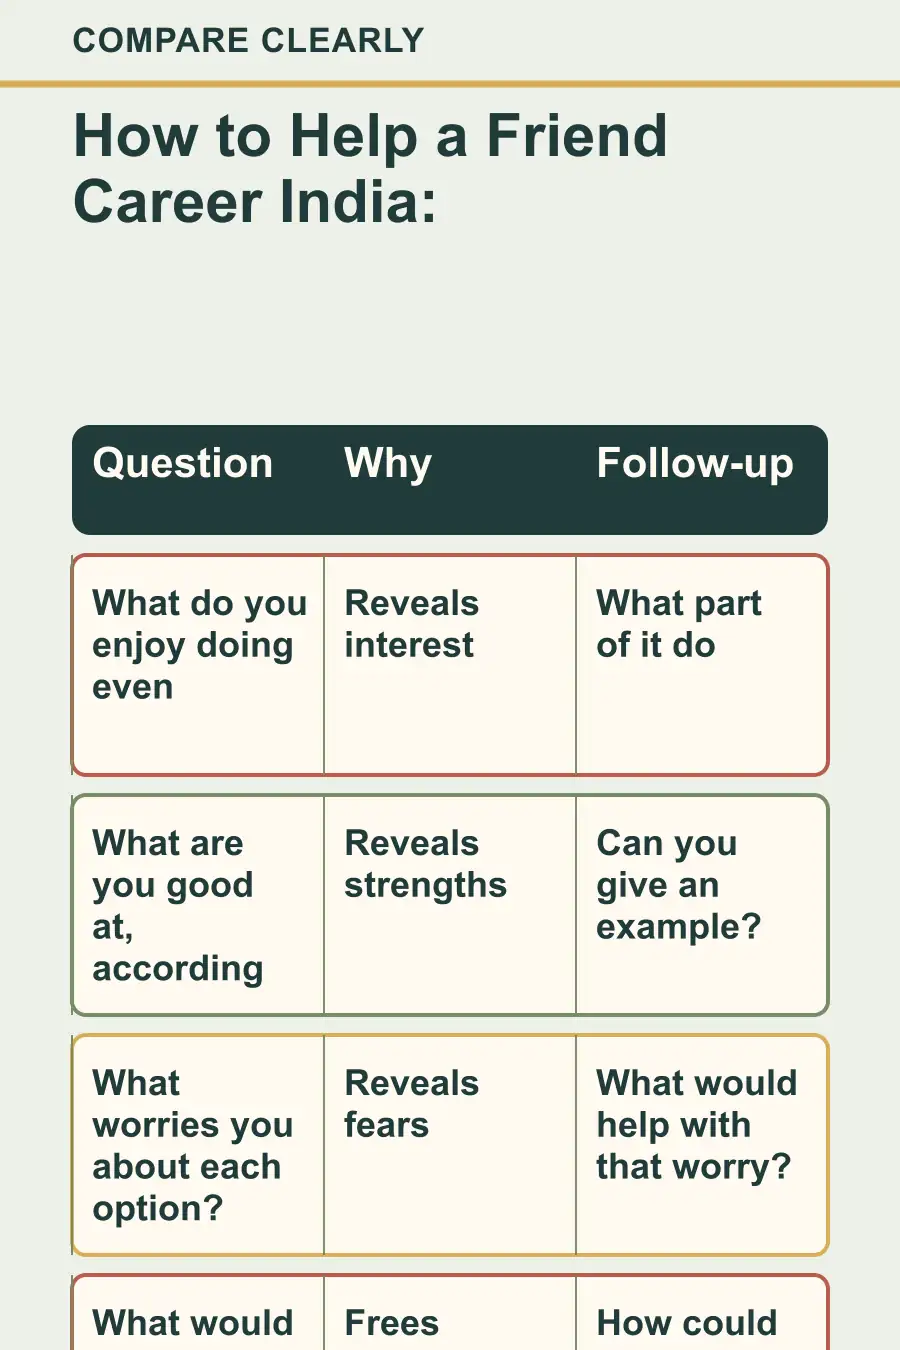 COMPARE CLEARLY
How to Help a Friend
Career India:
Question Why Follow-up
What do you
enjoy doing
even
Reveals
interest
What part
of it do
What are
you good
at,
according
Reveals
strengths
Can you
give an
example?
What
worries you
about each
option?
Reveals
fears
What would
help with
that worry?
What would
Frees
How could